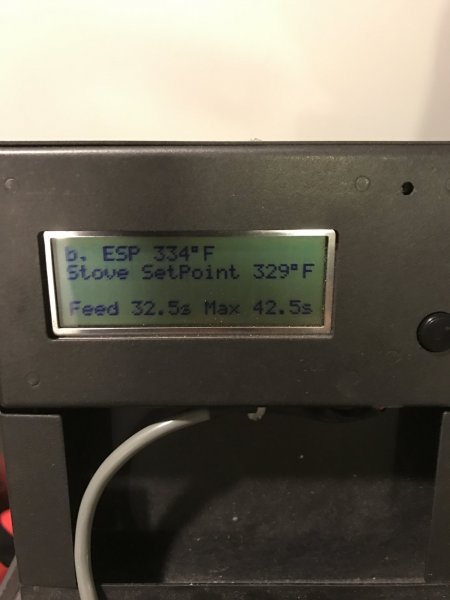 b. ESP 334°F
Stove SetPoint 329°F
Feed 32.5s Max 42.5s